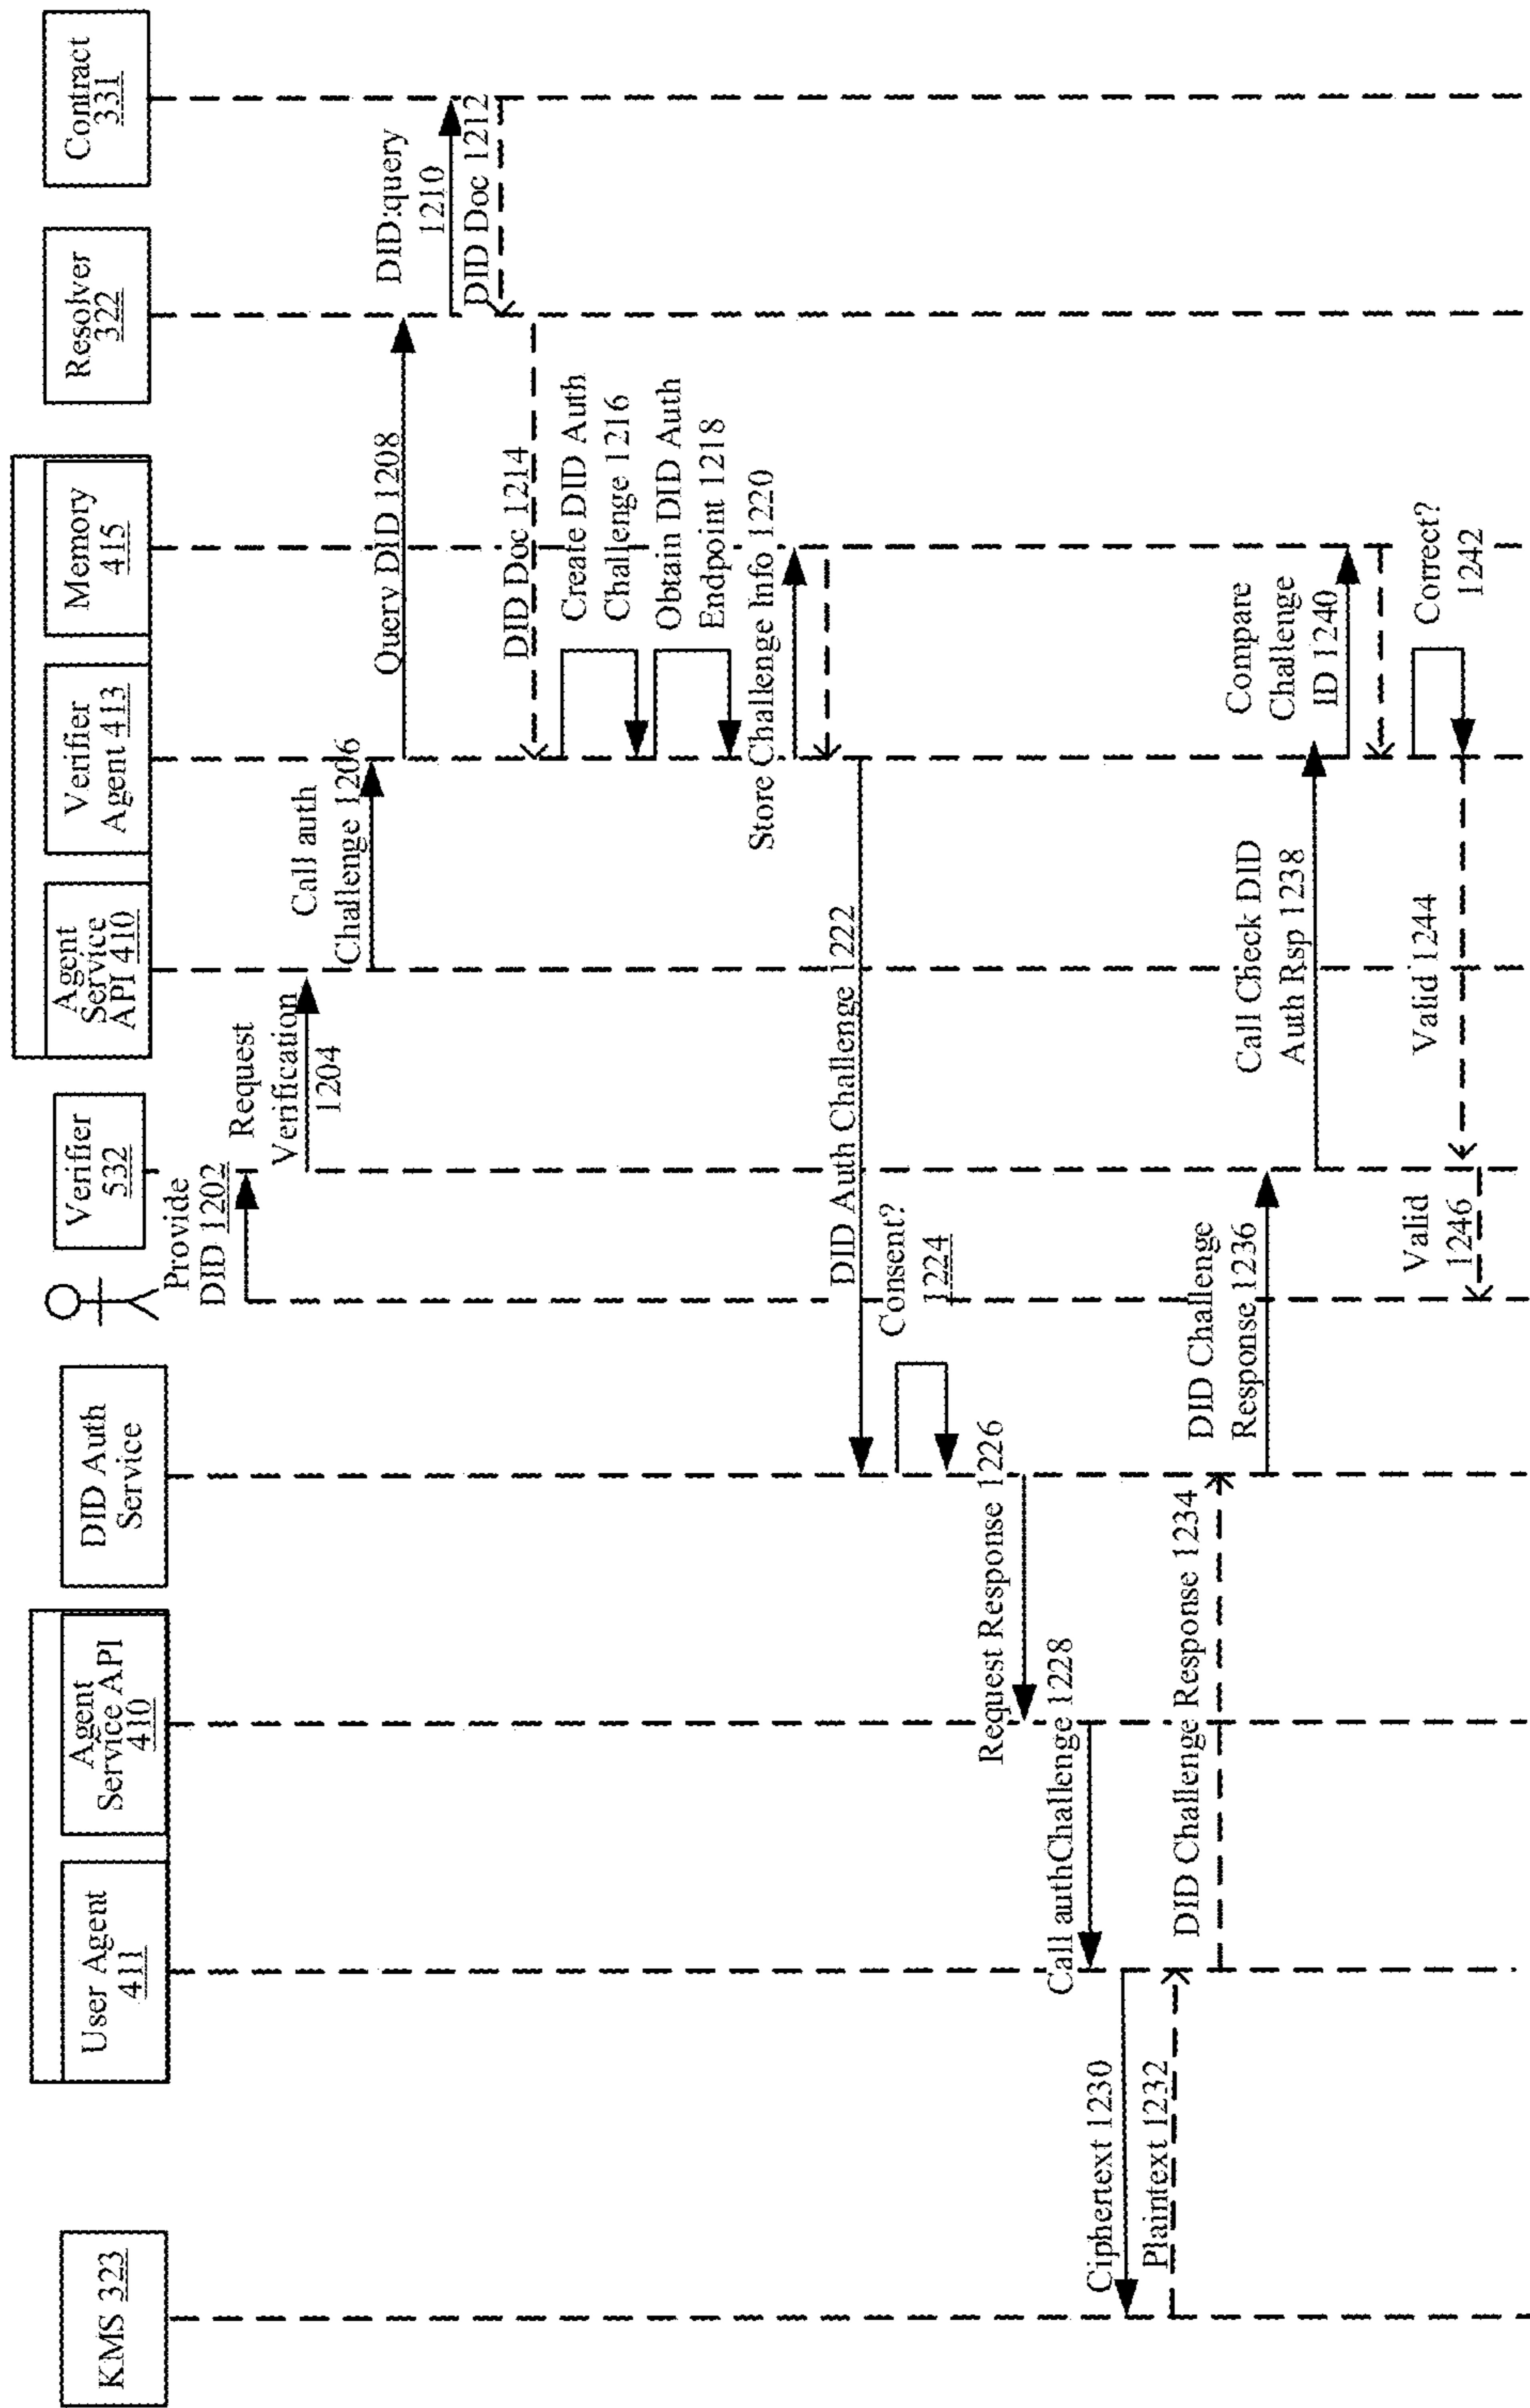 KMS 323
User Agent
411
Agent
Service API
410
DID Auth
Service
Verifier
532
Agent
Service
API 410
Verifier
Agent 413
Memory
415
Resolver
322
Contract
331
Provide
DID 1202
Request
Verification
1204
Call auth
Challenge 1206
Query DID 1208
DID:query
1210
DID Doc 1212
DID Doc 1214
Create DID Auth
Challenge 1216
Obtain DID Auth
Endpoint 1218
Store Challenge Info 1220
DID Auth Challenge 1222
Consent?
1224
Request Response 1226
Call authChallenge 1228
Ciphertext 1230
Plaintext 1232
DID Challenge Response 1234
DID Challenge
Response 1236
Call Check DID
Auth Rsp 1238
Compare
Challenge
ID 1240
Correct?
1242
Valid 1244
Valid
1246